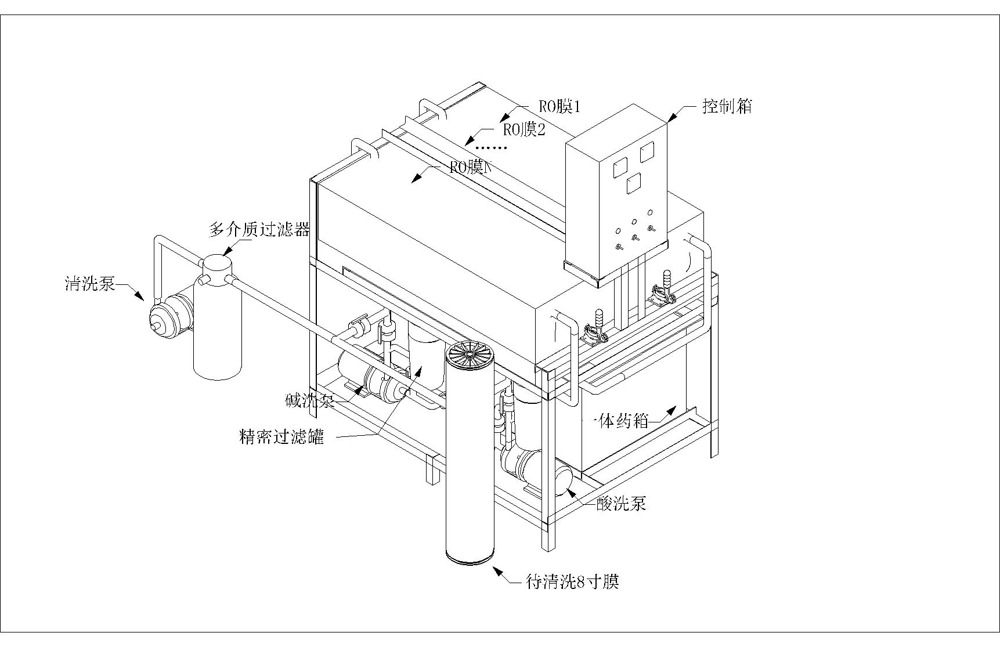 RO膜1
控制箱
RO膜2
······
RO膜N
多介质过滤器
清洗泵
碱洗泵
精密过滤罐
一体药箱
酸洗泵
待清洗8寸膜